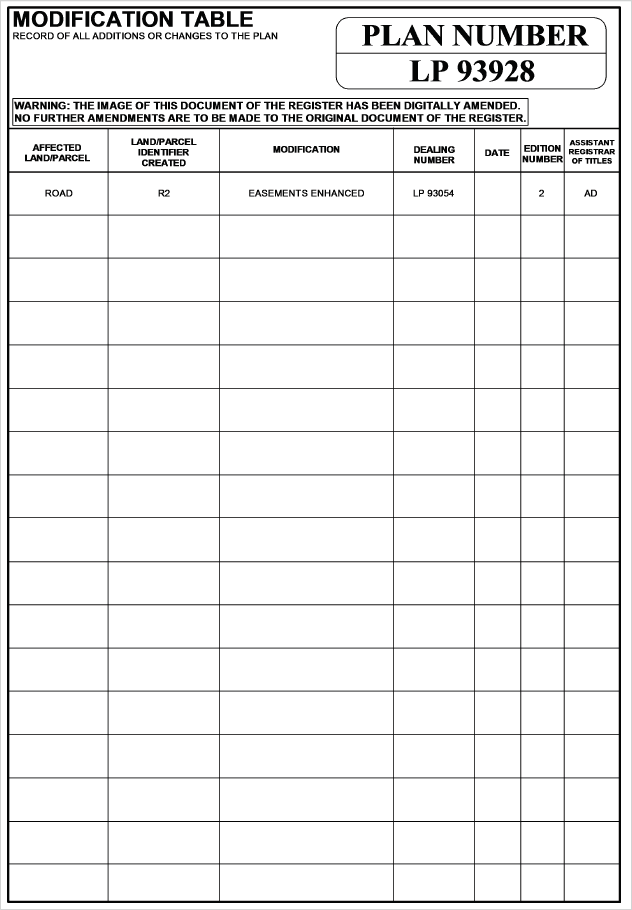 MODIFICATION TABLE
RECORD OF ALL ADDITIONS OR CHANGES TO THE PLAN
PLAN NUMBER
LP 93928
WARNING: THE IMAGE OF THIS DOCUMENT OF THE REGISTER HAS BEEN DIGITALLY AMENDED.
NO FURTHER AMENDMENTS ARE TO BE MADE TO THE ORIGINAL DOCUMENT OF THE REGISTER.
AFFECTED
LAND/PARCEL
LAND/PARCEL
IDENTIFIER
CREATED
MODIFICATION
DEALING
NUMBER
DATE
EDITION
NUMBER
ASSISTANT
REGISTRAR
OF TITLES
ROAD R2 EASEMENTS ENHANCED LP 93054 2 AD